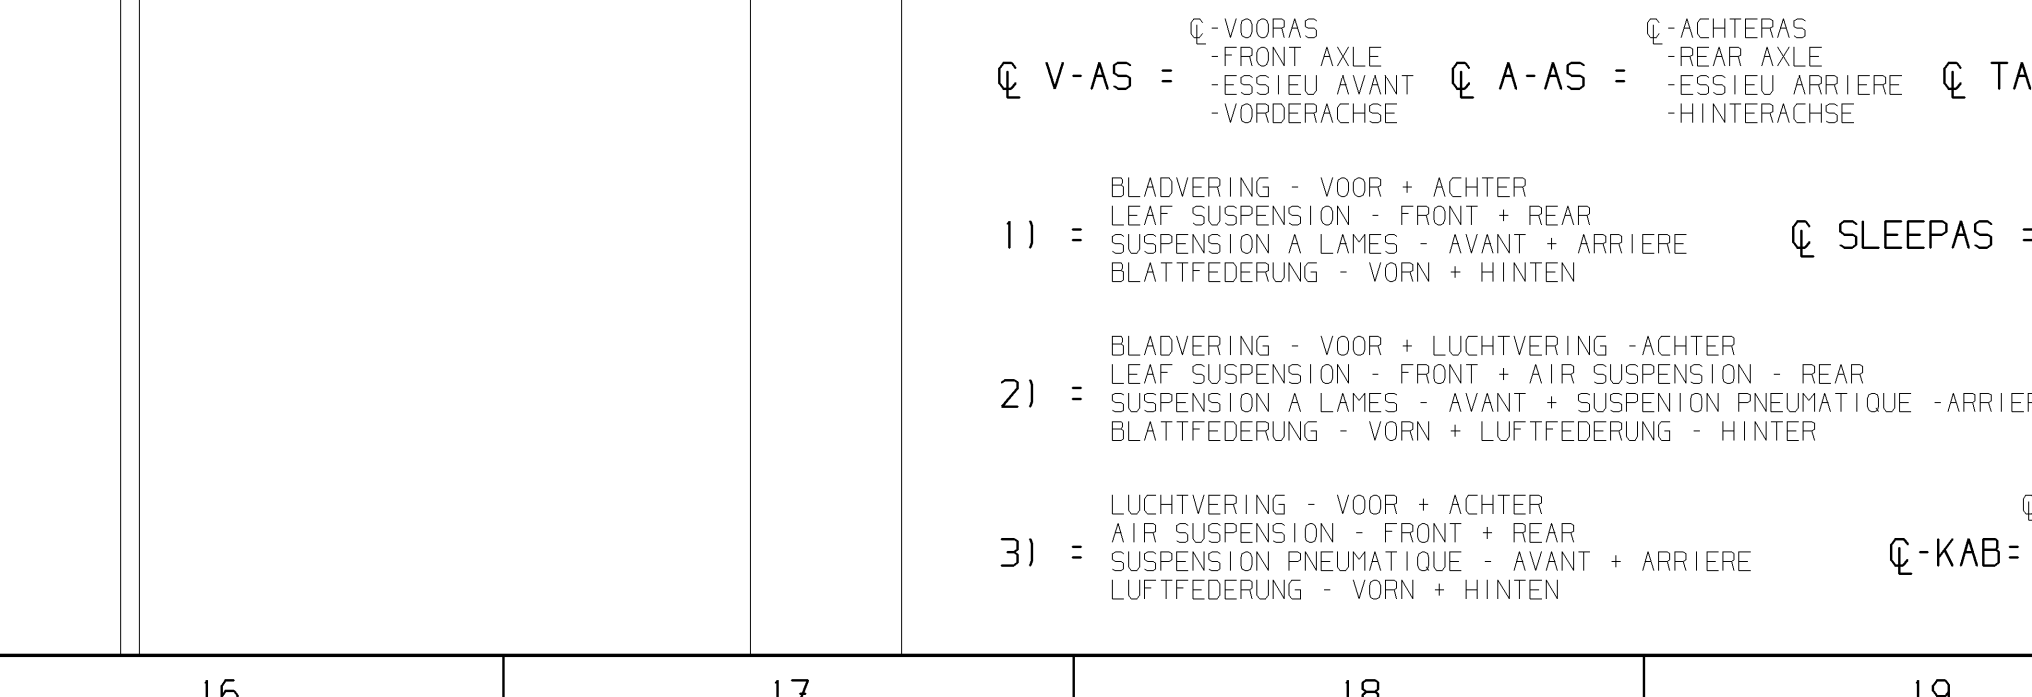 ℄ V-AS =
℄-VOORAS
-FRONT AXLE
-ESSIEU AVANT
-VORDERACHSE
℄ A-AS =
℄-ACHTERAS
-REAR AXLE
-ESSIEU ARRIERE
-HINTERACHSE
℄ TA
1) =
BLADVERING - VOOR + ACHTER
LEAF SUSPENSION - FRONT + REAR
SUSPENSION A LAMES - AVANT + ARRIERE
BLATTFEDERUNG - VORN + HINTEN
℄ SLEEPAS =
2) =
BLADVERING - VOOR + LUCHTVERING -ACHTER
LEAF SUSPENSION - FRONT + AIR SUSPENSION - REAR
SUSPENSION A LAMES - AVANT + SUSPENION PNEUMATIQUE -ARRIER
BLATTFEDERUNG - VORN + LUFTFEDERUNG - HINTER
3) =
LUCHTVERING - VOOR + ACHTER
AIR SUSPENSION - FRONT + REAR
SUSPENSION PNEUMATIQUE - AVANT + ARRIERE
LUFTFEDERUNG - VORN + HINTEN
℄-KAB=
16 17 18 19